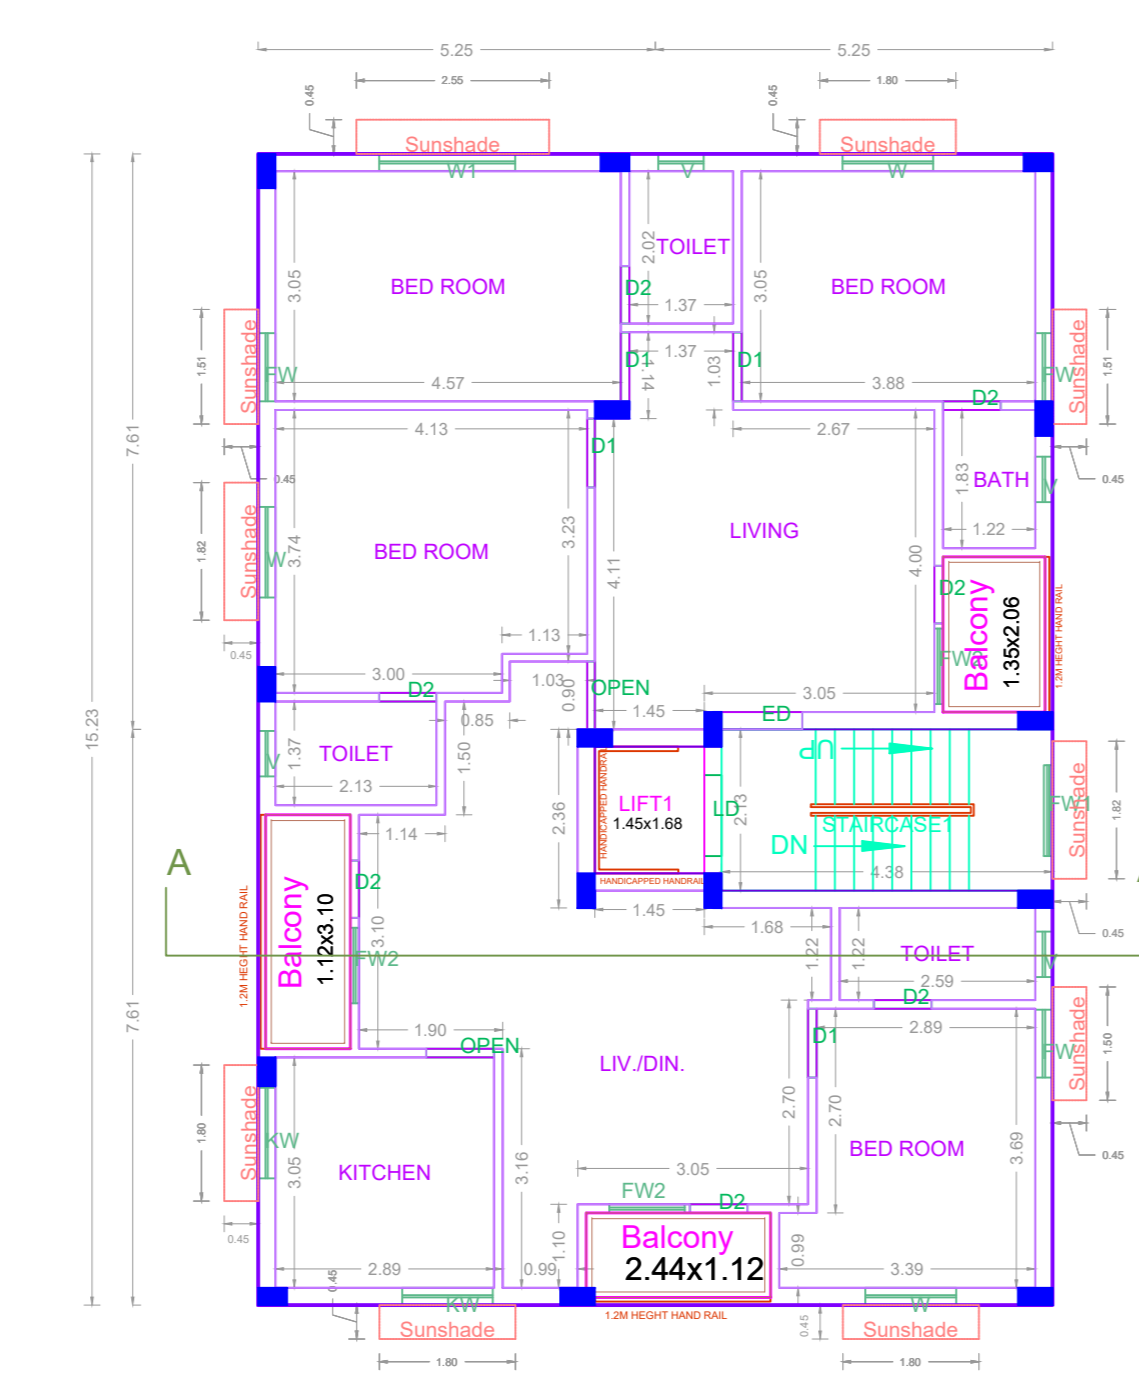 5.25
5.25
2.55
1.80
0.45
0.45
Sunshade
Sunshade
W1
V
W
TOILET
2.02
BED ROOM
BED ROOM
3.05
3.05
D2
1.37
15.23
7.61
1.51
Sunshade
FW
D1
1.37
1.14
1.03
D1
FW
Sunshade
1.51
4.57
3.88
D2
4.13
2.67
D1
0.45
1.83
BATH
V
0.45
1.82
Sunshade
W
3.74
BED ROOM
3.23
4.11
LIVING
4.00
1.22
D2
Balcony
1.35x2.06
1.2M HEGHT HAND RAIL
FW2
0.45
1.13
3.00
D2
1.03
0.90
OPEN
3.05
0.85
1.45
ED
V
1.37
TOILET
1.50
2.13
UP
LIFT1
1.45x1.68
HANDICAPPED HANDRAIL
2.36
LD
2.13
STAIRCASE1
FW1
Sunshade
1.82
1.14
DN
4.38
A
HANDICAPPED HANDRAIL
1.45
1.68
D2
1.2M HEGHT HAND RAIL
Balcony
1.12x3.10
3.10
FW2
1.22
1.22
TOILET
V
0.45
2.59
D2
7.61
1.90
OPEN
D1
2.89
FW
Sunshade
1.50
LIV./DIN.
1.80
Sunshade
KW
3.05
KITCHEN
3.16
2.70
2.70
BED ROOM
3.69
0.45
3.05
FW2
D2
0.45
1.10
Balcony
2.44x1.12
0.99
2.89
0.99
3.39
0.45
KW
W
1.2M HEGHT HAND RAIL
Sunshade
0.45
Sunshade
1.80
1.80